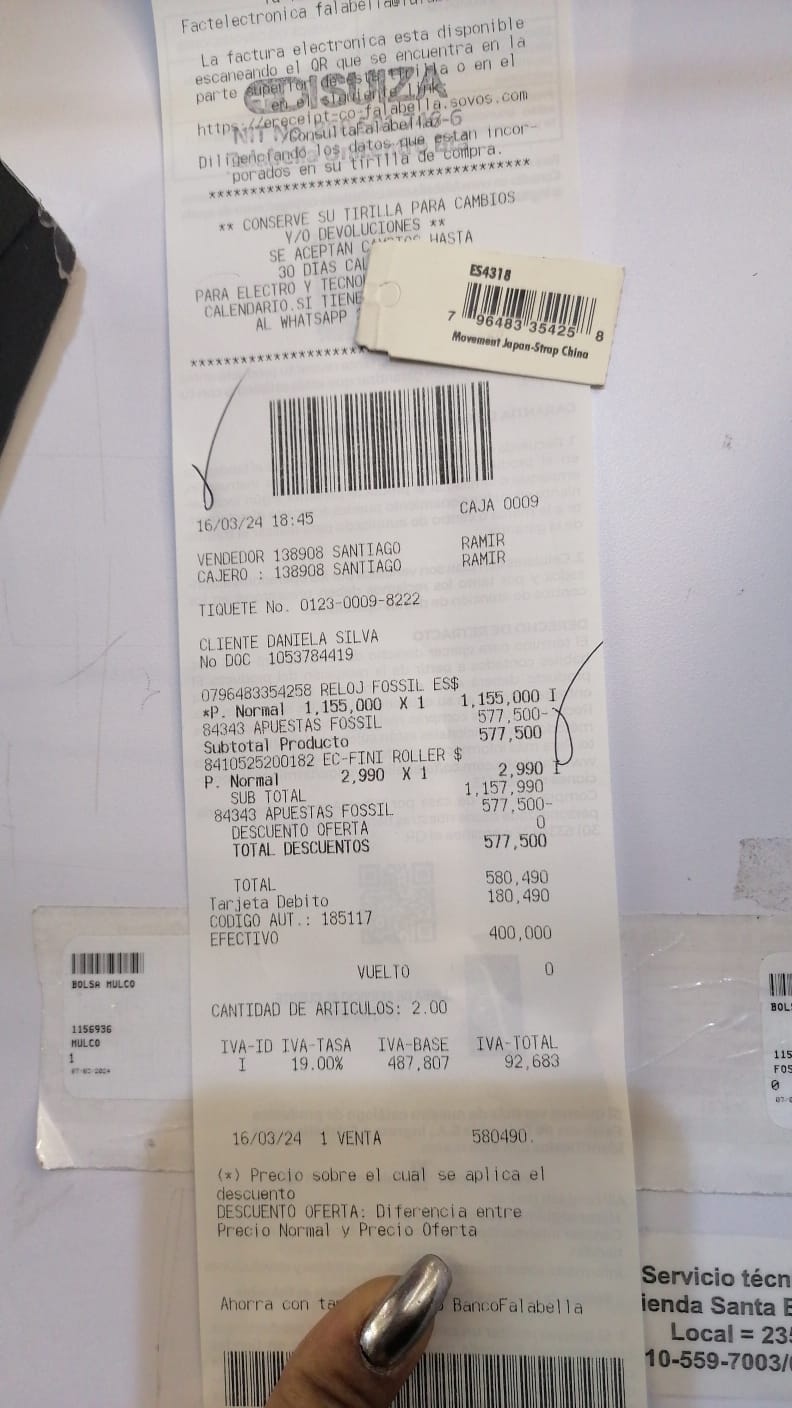 Factelectronica
La factura electronica esta disponible
escaneando el QR que se encuentra en la
parte superior de esta tirilla o en el
en el siguiente link
https://ereceipt-co-falabella.sovos.com
/ConsultaFalabella/
Diligenciando los datos que estan incor-
porados en su tirilla de compra.
EDISUIZA
************************************
** CONSERVE SU TIRILLA PARA CAMBIOS
Y/O DEVOLUCIONES **
SE ACEPTAN CAMBIOS HASTA
30 DIAS
PARA ELECTRO Y
CALENDARIO.SI TIENE
AL WHATSAPP
ES4318
7 96483 35425 8
Movement Japan-Strap China
16/03/24 18:45 CAJA 0009
VENDEDOR 138908 SANTIAGO RAMIR
CAJERO : 138908 SANTIAGO RAMIR
TIQUETE No. 0123-0009-8222
CLIENTE DANIELA SILVA
No DOC 1053784419
0796483354258 RELOJ FOSSIL ES$
*P. Normal 1,155,000 X 1 1,155,000 I
84343 APUESTAS FOSSIL 577,500-
Subtotal Producto 577,500
8410525200182 EC-FINI ROLLER $
P. Normal 2,990 X 1 2,990 I
SUB TOTAL 1,157,990
84343 APUESTAS FOSSIL 577,500-
DESCUENTO OFERTA 0
TOTAL DESCUENTOS 577,500
TOTAL 580,490
Tarjeta Debito 180,490
CODIGO AUT.: 185117
EFECTIVO 400,000
VUELTO 0
CANTIDAD DE ARTICULOS: 2.00
IVA-ID IVA-TASA IVA-BASE IVA-TOTAL
I 19.00% 487,807 92,683
16/03/24 1 VENTA 580490.
(*) Precio sobre el cual se aplica el
descuento
DESCUENTO OFERTA: Diferencia entre
Precio Normal y Precio Oferta
Ahorra con BancoFalabella
BOLSA MULCO
1156936
MULCO
1
Servicio
Santa
Local =
10-559-7003/